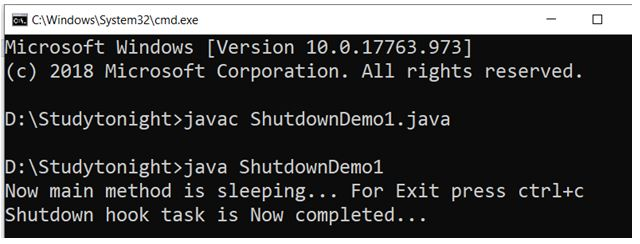 C:\Windows\System32\cmd.exe
Microsoft Windows [Version 10.0.17763.973]
(c) 2018 Microsoft Corporation. All rights reserved.
D:\Studytonight>javac ShutdownDemo1.java
D:\Studytonight>java ShutdownDemo1
Now main method is sleeping... For Exit press ctrl+c
Shutdown hook task is Now completed...